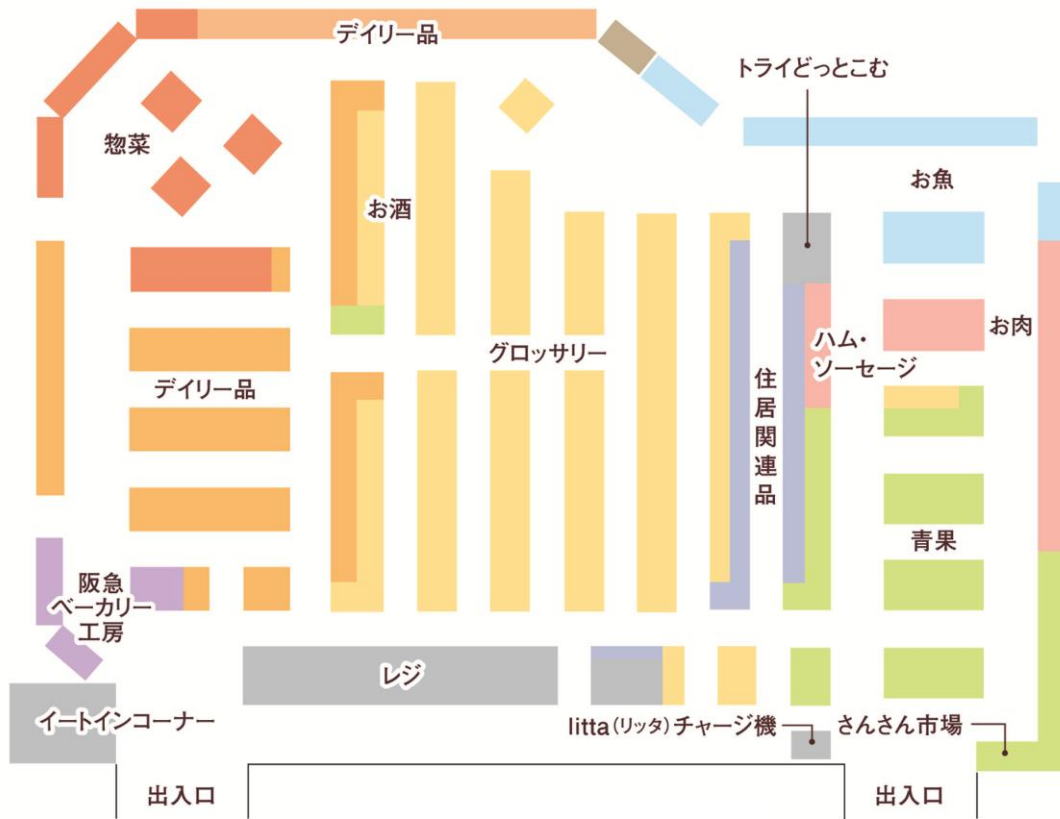 デイリー品
トライどっとこむ
惣菜
お魚
お酒
お肉
ハム・
ソーセージ
グロッサリー
デイリー品
住居関連品
青果
阪急
ベーカリー
工房
レジ
イートインコーナー
litta（リッタ）チャージ機
さんさん市場
出入口
出入口